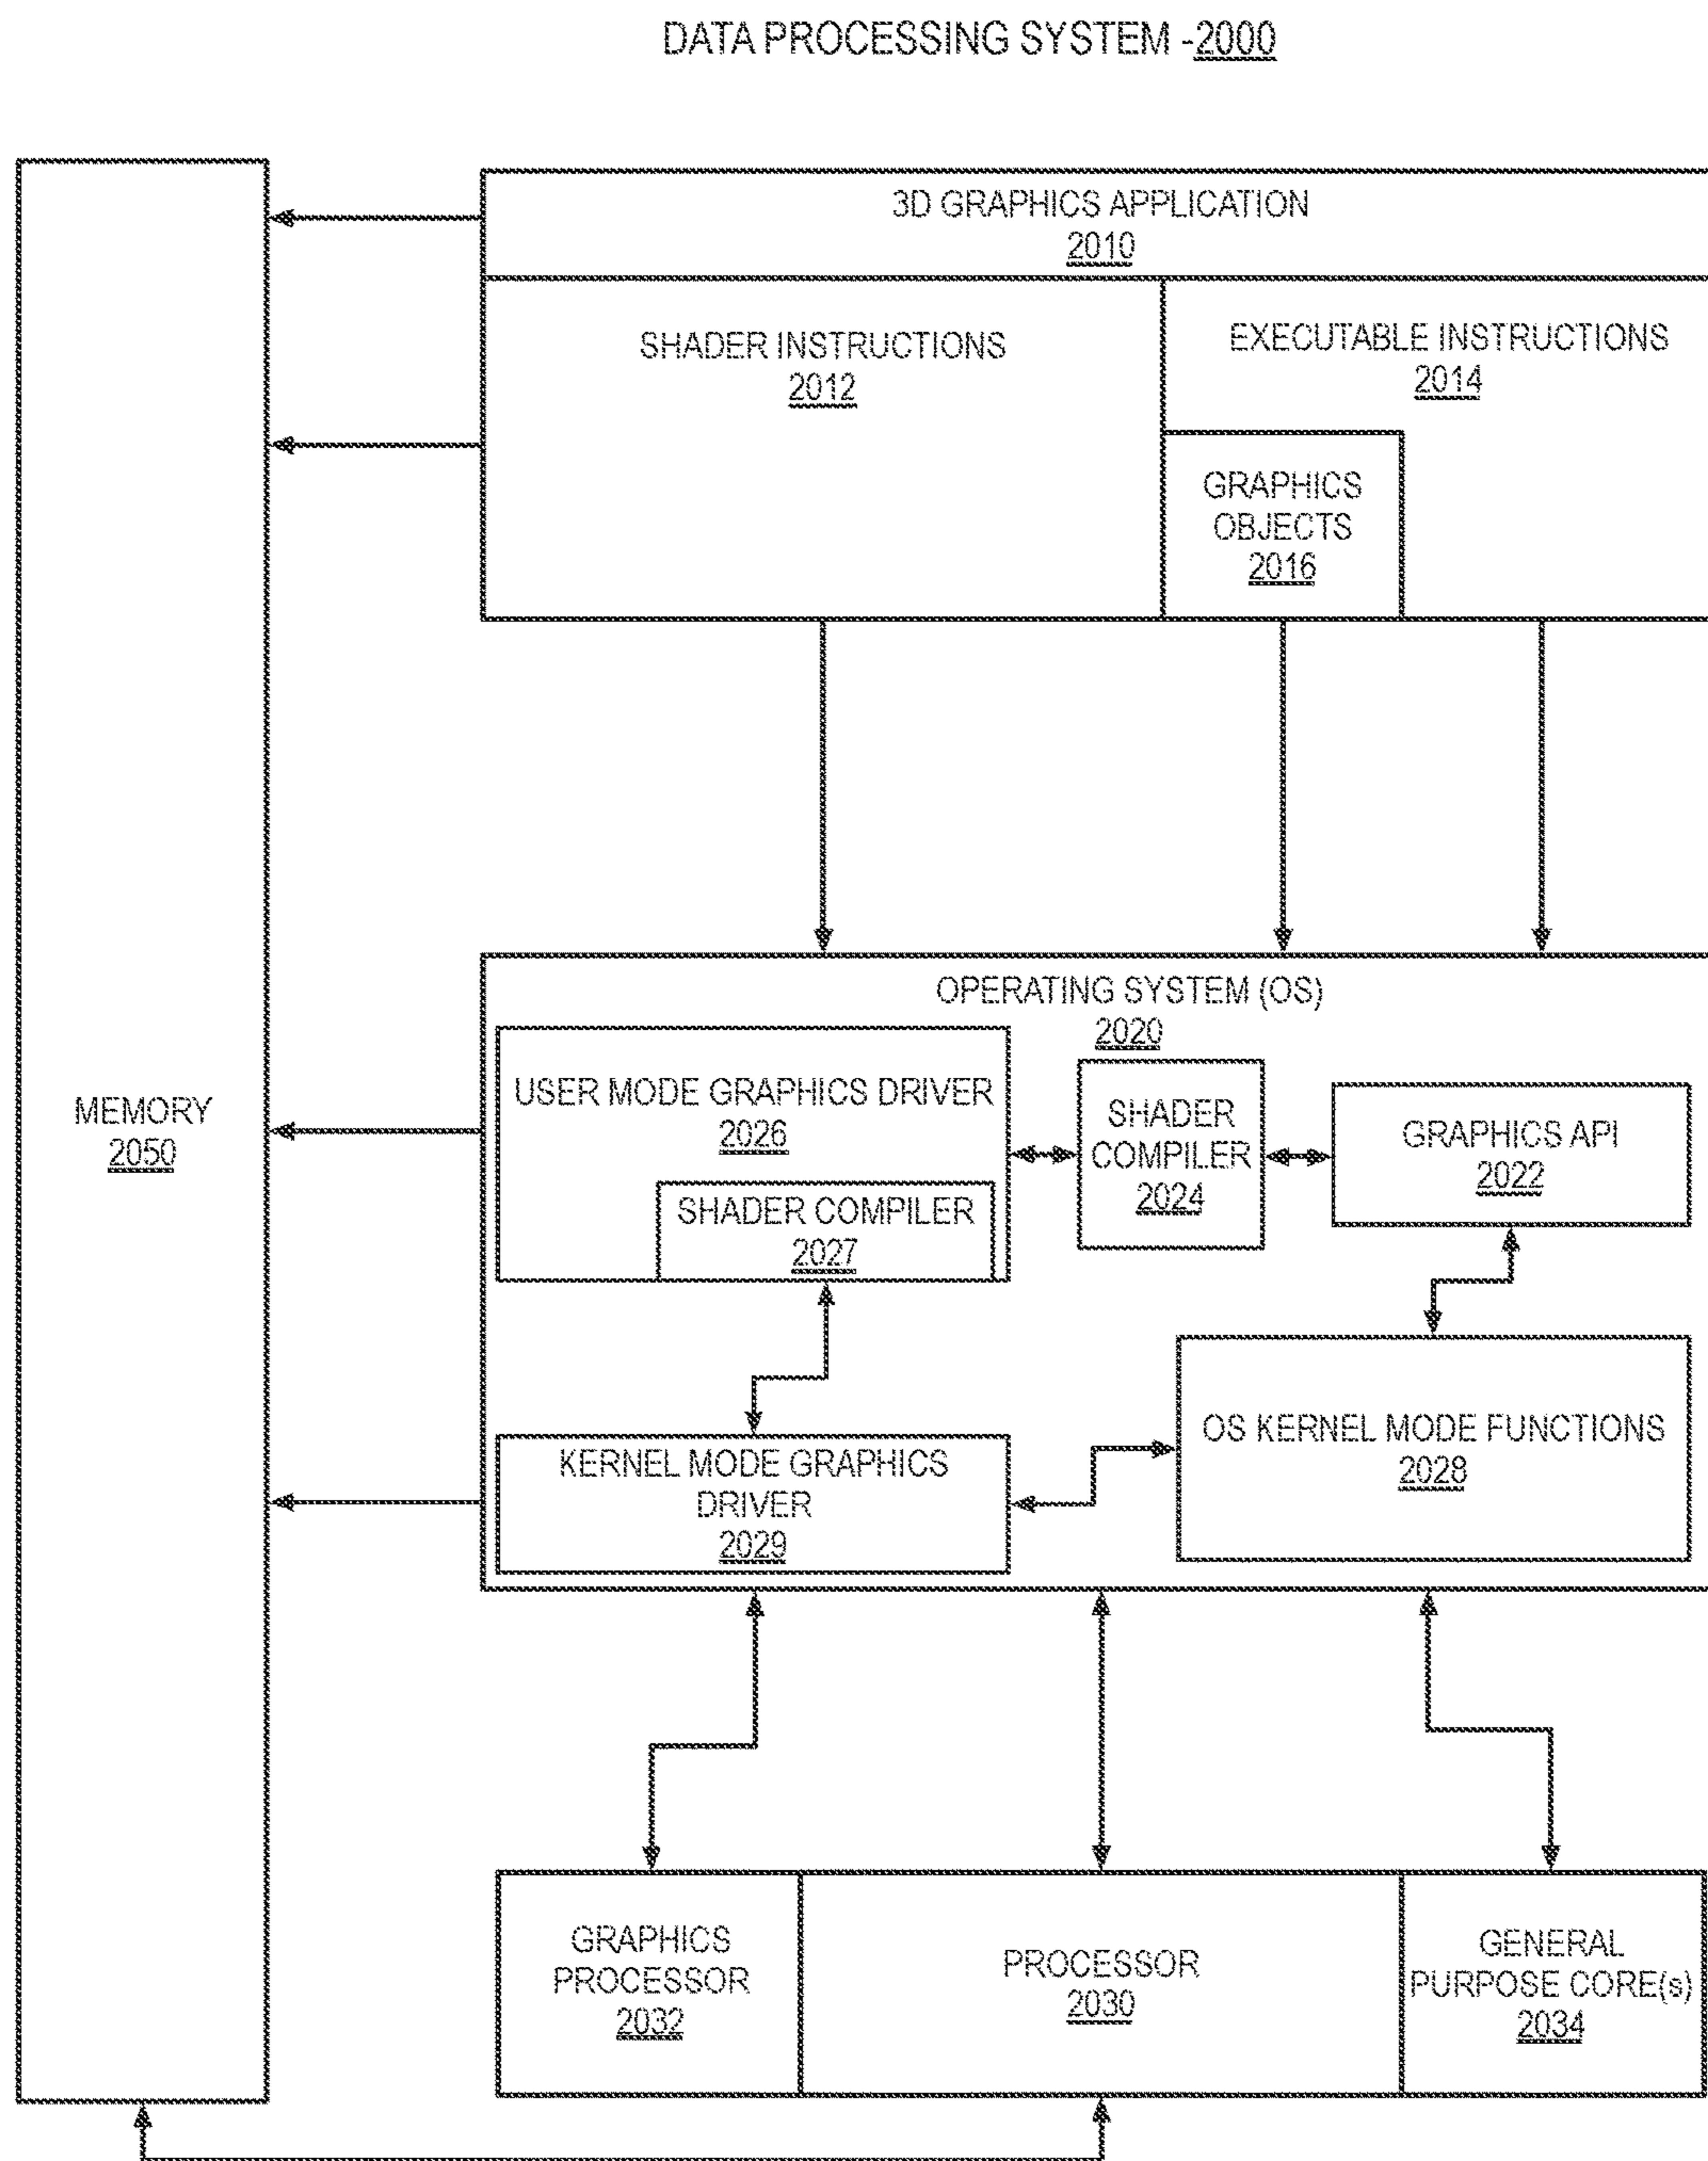 DATA PROCESSING SYSTEM -2000
3D GRAPHICS APPLICATION
2010
SHADER INSTRUCTIONS
2012
EXECUTABLE INSTRUCTIONS
2014
GRAPHICS
OBJECTS
2016
MEMORY
2050
OPERATING SYSTEM (OS)
2020
USER MODE GRAPHICS DRIVER
2026
SHADER COMPILER
2027
SHADER
COMPILER
2024
GRAPHICS API
2022
KERNEL MODE GRAPHICS
DRIVER
2029
OS KERNEL MODE FUNCTIONS
2028
GRAPHICS
PROCESSOR
2032
PROCESSOR
2030
GENERAL
PURPOSE CORE(s)
2034